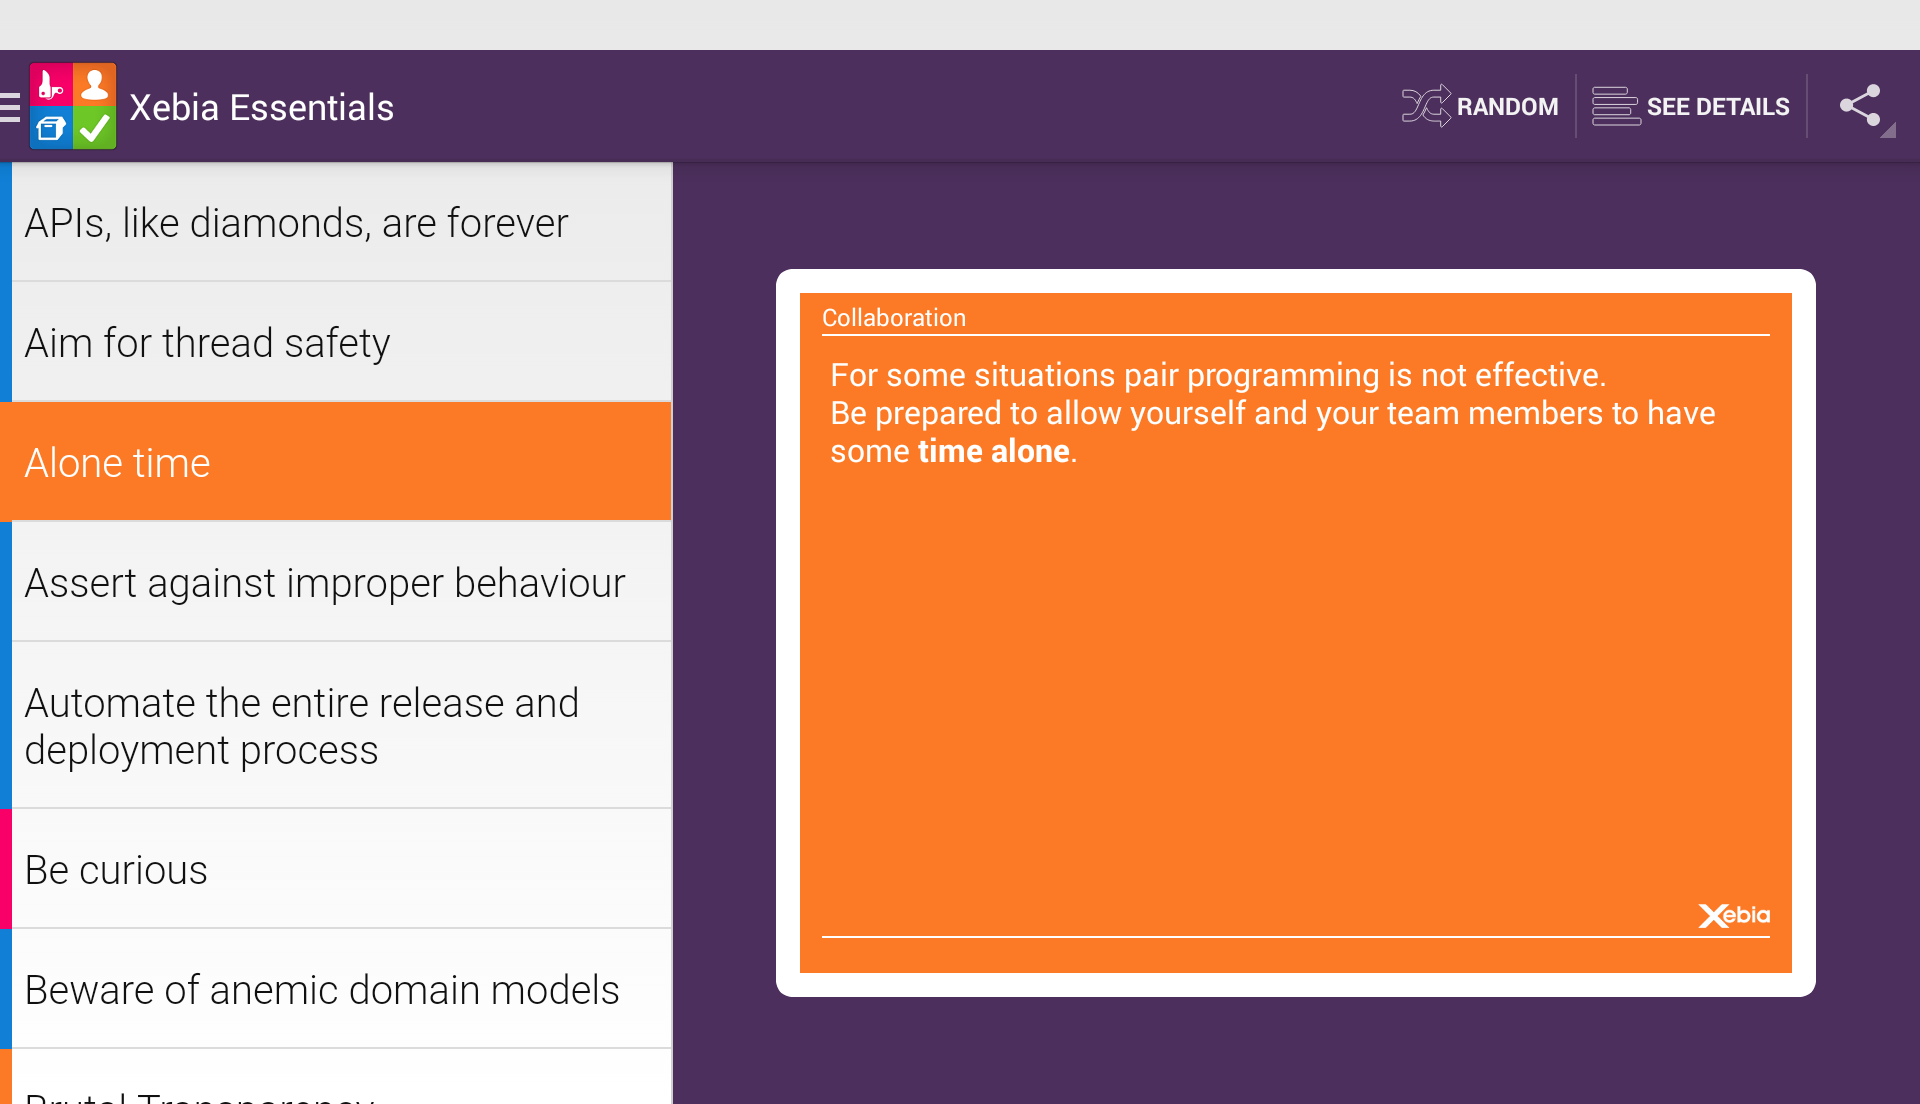 Xebia Essentials
RANDOM
SEE DETAILS
APIs, like diamonds, are forever
Aim for thread safety
Alone time
Assert against improper behaviour
Automate the entire release and
deployment process
Be curious
Beware of anemic domain models
Brutal Transparency
Collaboration
For some situations pair programming is not effective.
Be prepared to allow yourself and your team members to have
some time alone.
Xebia